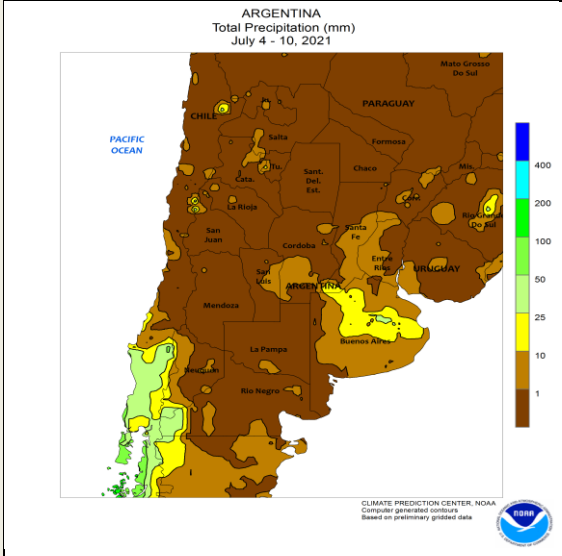 ARGENTINA
Total Precipitation (mm)
July 4 - 10, 2021
Mato Grosso
Do Sul
PARAGUAY
CHILE
Ju.
PACIFIC
OCEAN
Salta
Formosa
Tu.
Chaco
Mis.
Cata.
Sant.
Del.
Est.
Corr.
La Rioja
Rio Grande
Do Sul
San
Juan
Santa
Fe
Cordoba
Entre
Rios
URUGUAY
San
Luis
ARGENTINA
Mendoza
Buenos Aires
La Pampa
Neuquen
Rio Negro
400
200
100
50
25
10
1
CLIMATE PREDICTION CENTER, NOAA
Computer generated contours
Based on preliminary gridded data
NOAA